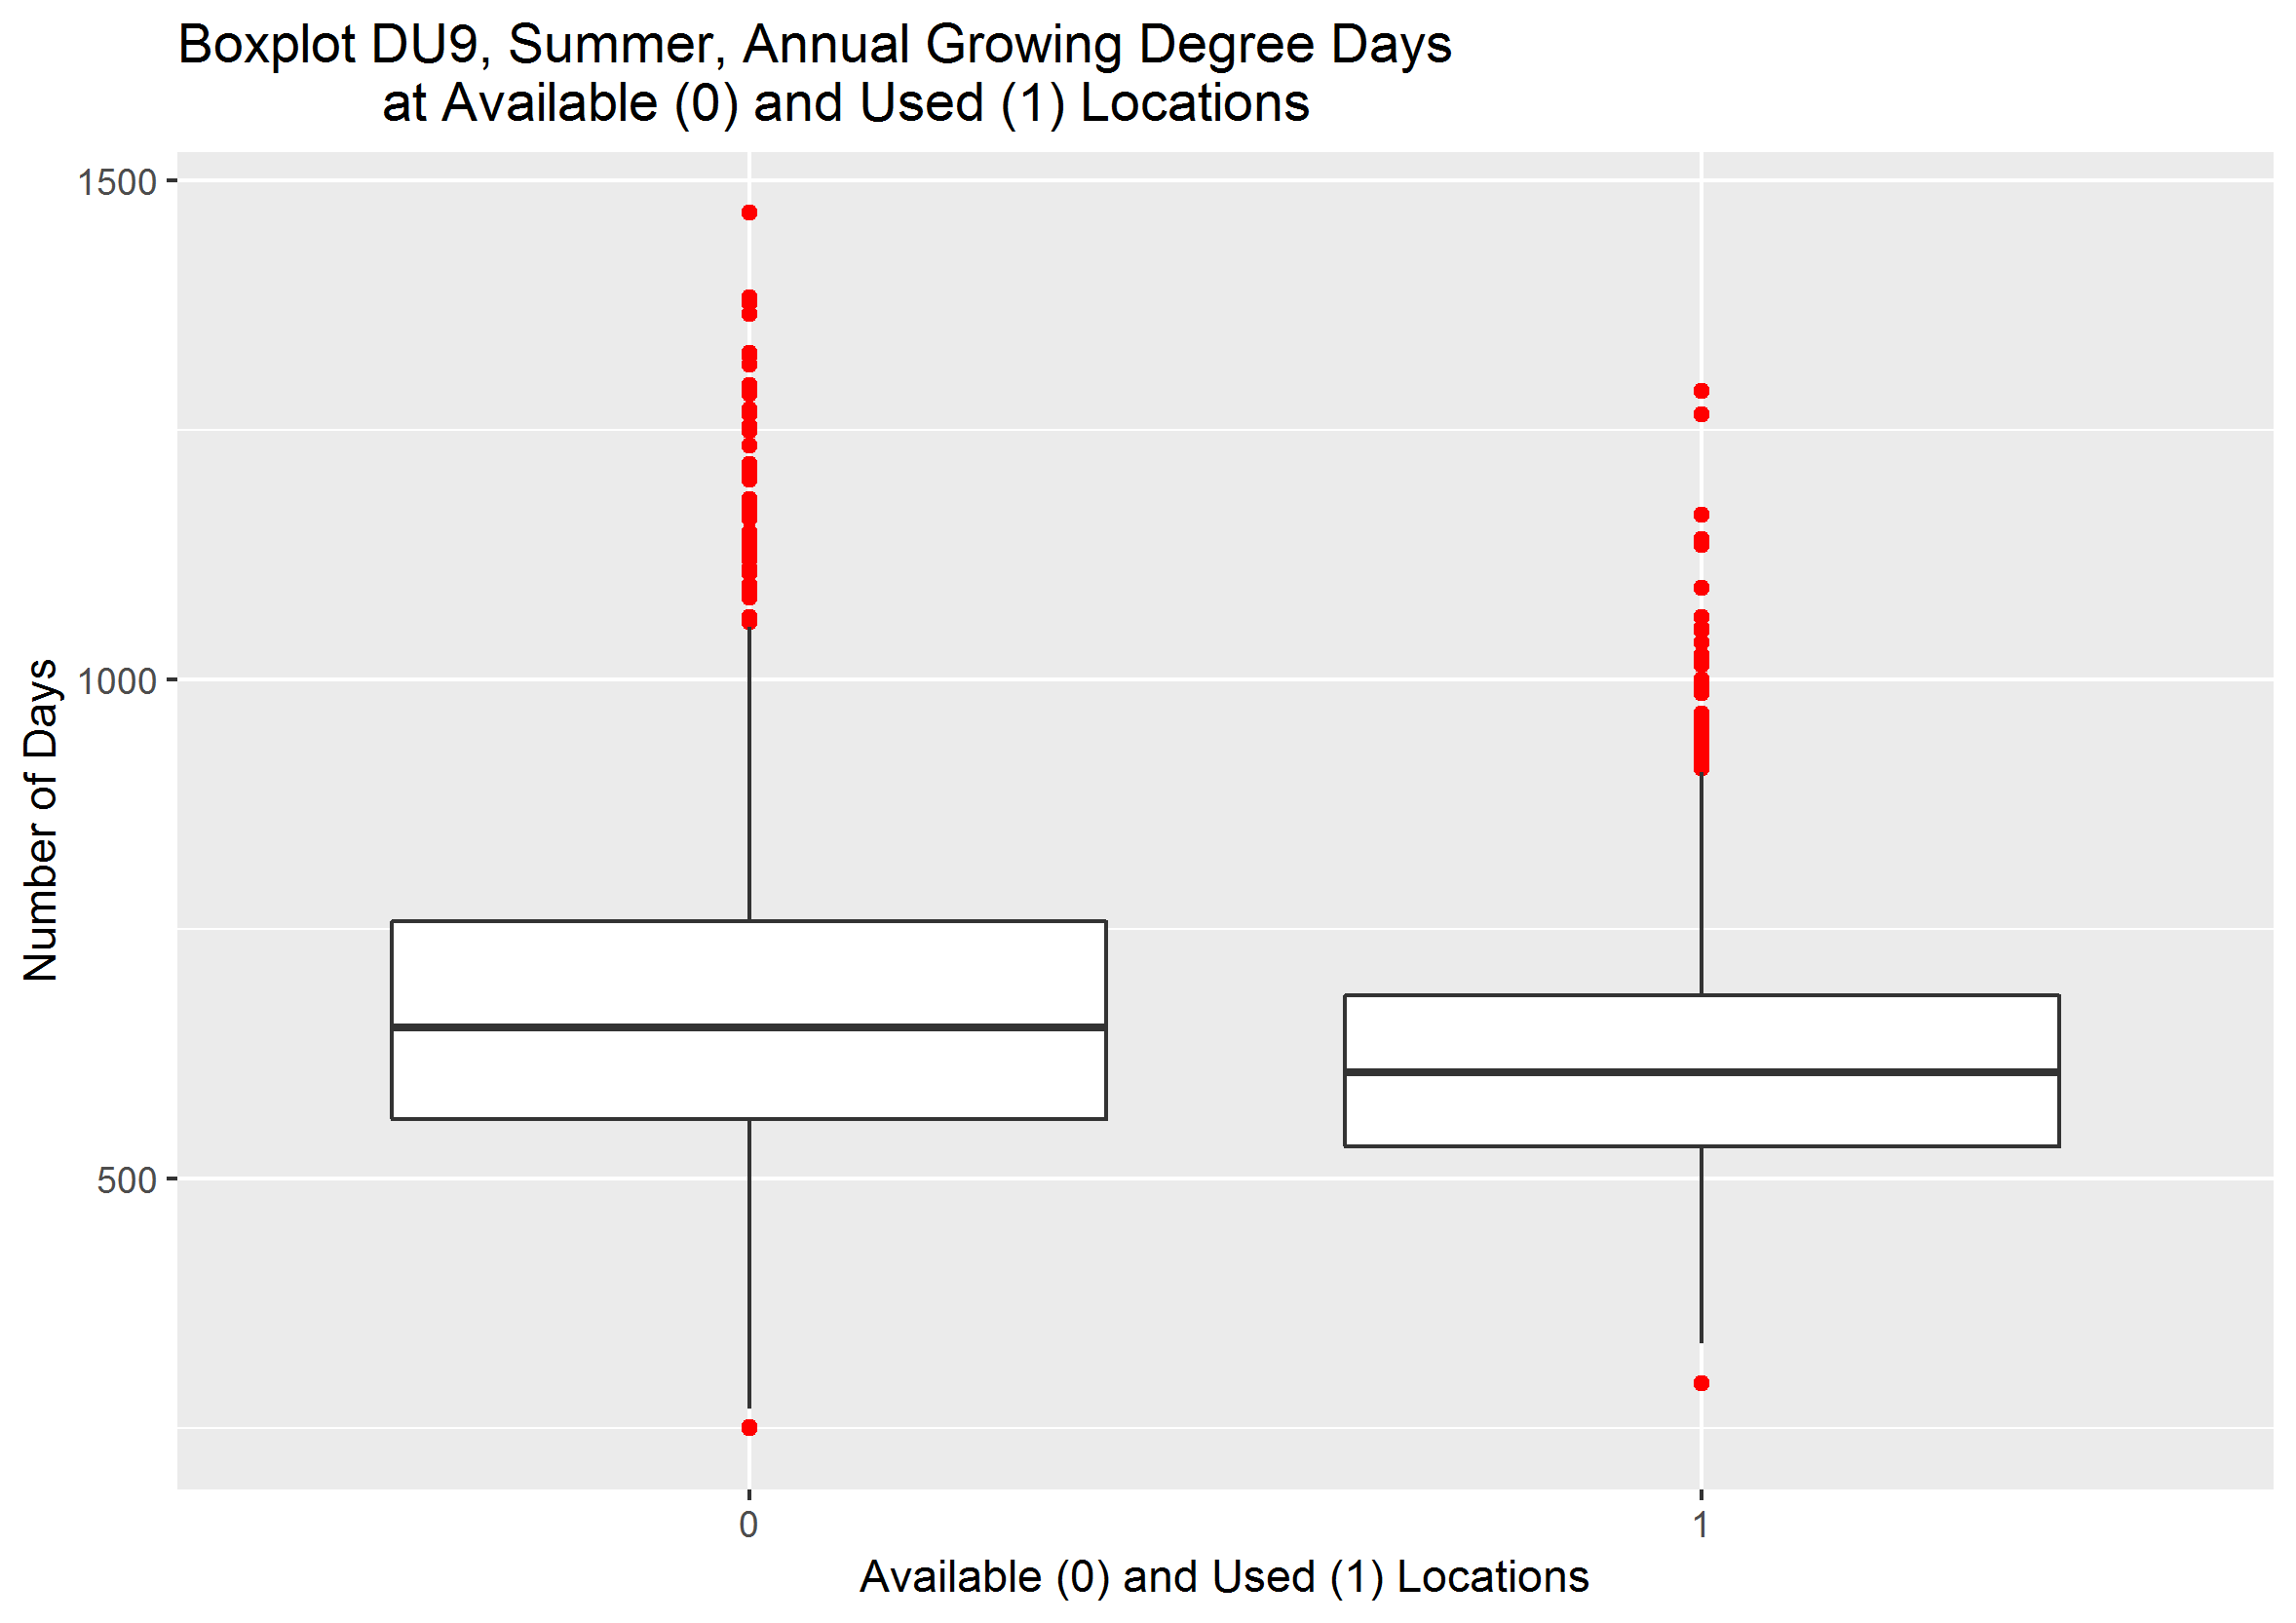 Boxplot DU9, Summer, Annual Growing Degree Days
at Available (0) and Used (1) Locations
1500
1000
500
Number of Days
0
1
Available (0) and Used (1) Locations